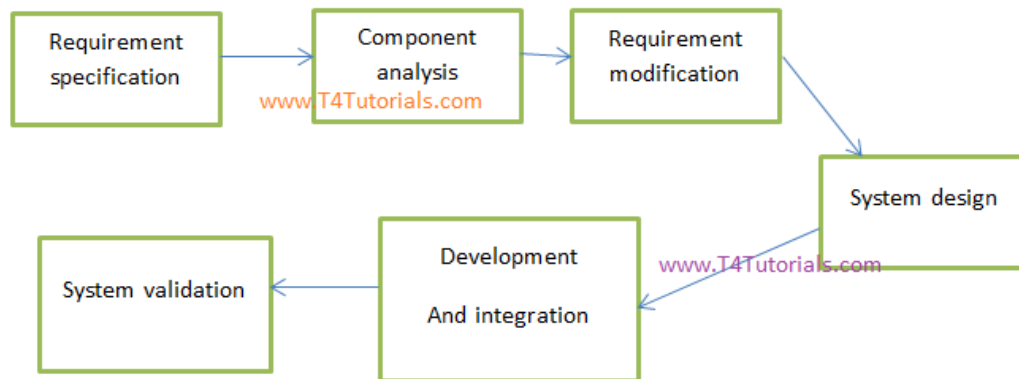 Requirement
specification
Component
analysis
www.T4Tutorials.com
Requirement
modification
System design
www.T4Tutorials.com
Development
And integration
System validation